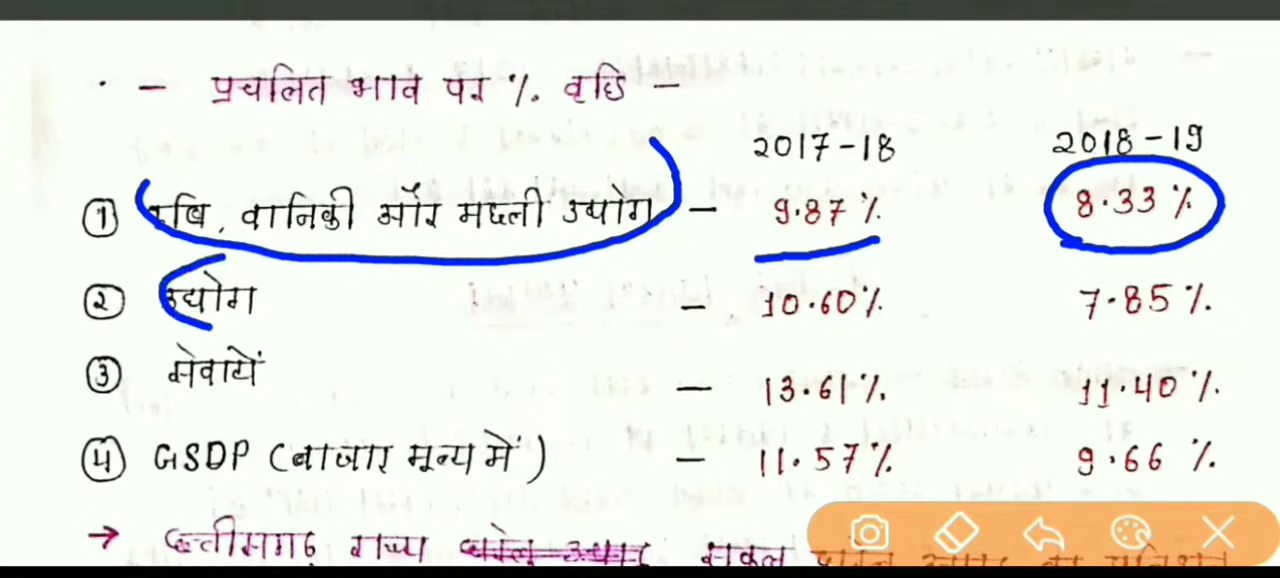 - प्रचलित भाव पर % वृद्धि -
2017-18 2018-19
① कृषि, वानिकी और मछली उद्योग - 9.87% 8.33%
② उद्योग - 10.60% 7.85%
③ सेवायें - 13.61% 11.40%
④ GSDP (बाजार मूल्य में) - 11.57% 9.66%
→ छत्तीसगढ़ राज्य सकल